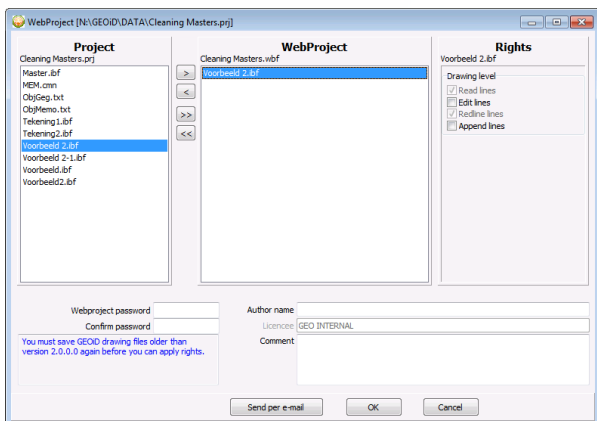 WebProject [N:\GEOiD\DATA\Cleaning Masters.prj]
Project
Cleaning Masters.prj
Master.ibf
MEM.cmn
ObjGeg.txt
ObjMemo.txt
Tekening1.ibf
Tekening2.ibf
Voorbeeld 2.ibf
Voorbeeld 2-1.ibf
Voorbeeld.ibf
Voorbeeld2.ibf
>
<
>>
<<
WebProject
Cleaning Masters.wbf
Voorbeeld 2.ibf
Rights
Voorbeeld 2.ibf
Drawing level
Read lines
Edit lines
Redline lines
Append lines
Webproject password
Confirm password
You must save GEOiD drawing files older than
version 2.0.0.0 again before you can apply rights.
Author name
Licencee GEO INTERNAL
Comment
Send per e-mail OK Cancel